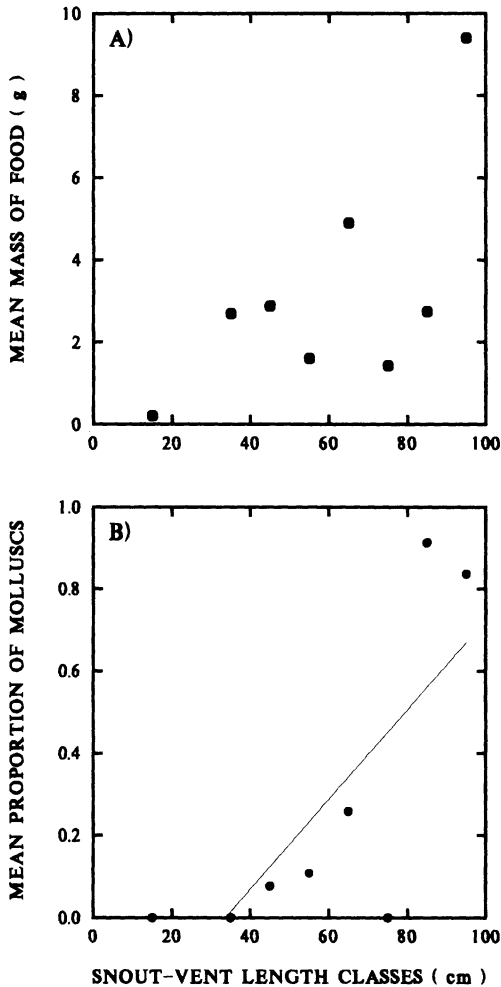 A)
MEAN MASS OF FOOD ( g )
10
8
6
4
2
0
0 20 40 60 80 100
B)
MEAN PROPORTION OF MOLLUSCS
1.0
0.8
0.6
0.4
0.2
0.0
0 20 40 60 80 100
SNOUT-VENT LENGTH CLASSES ( cm )